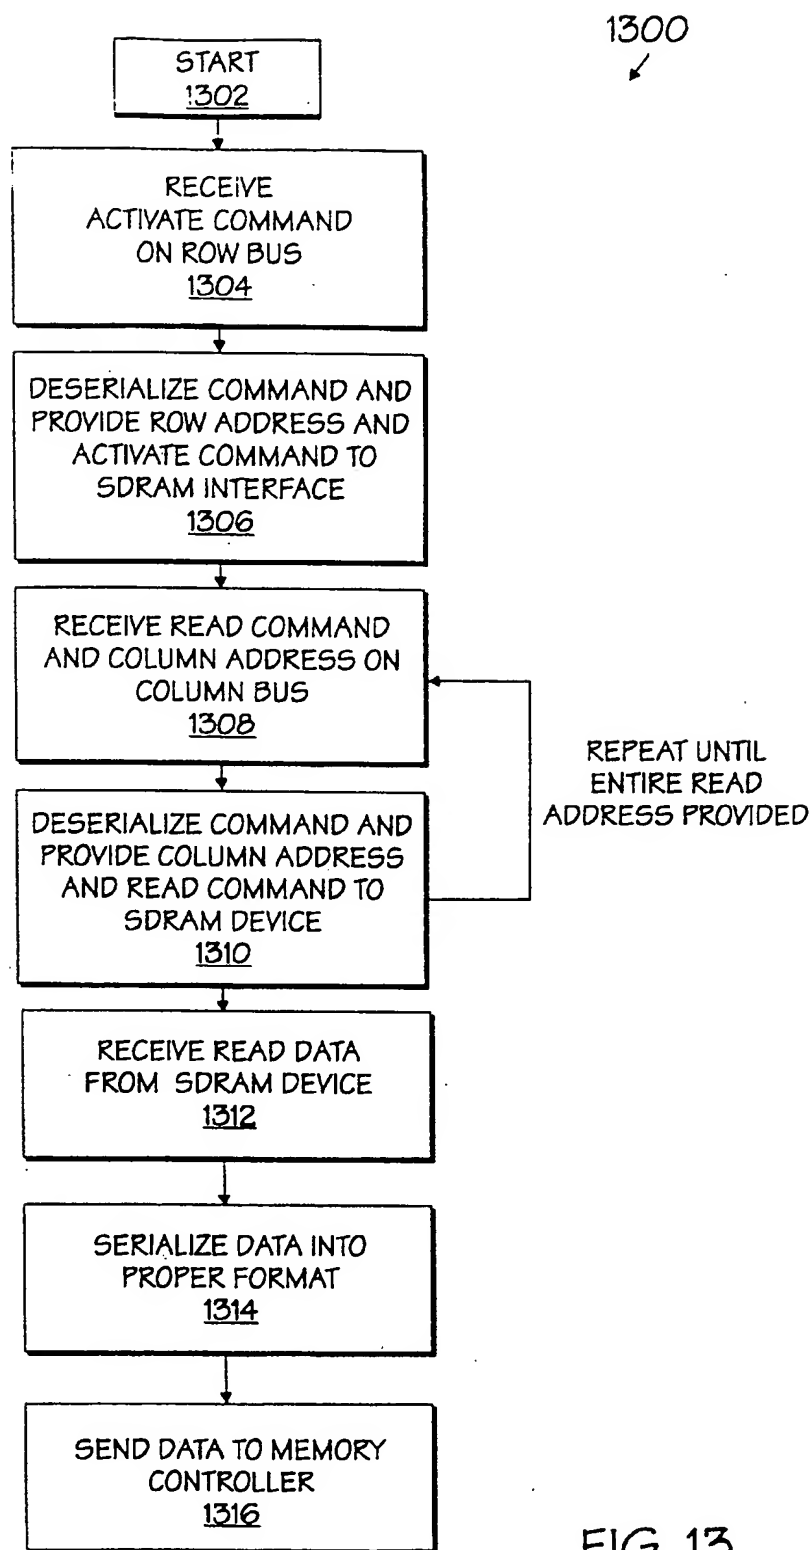 1300
START
1302
RECEIVE
ACTIVATE COMMAND
ON ROW BUS
1304
DESERIALIZE COMMAND AND
PROVIDE ROW ADDRESS AND
ACTIVATE COMMAND TO
SDRAM INTERFACE
1306
RECEIVE READ COMMAND
AND COLUMN ADDRESS ON
COLUMN BUS
1308
REPEAT UNTIL
ENTIRE READ
ADDRESS PROVIDED
DESERIALIZE COMMAND AND
PROVIDE COLUMN ADDRESS
AND READ COMMAND TO
SDRAM DEVICE
1310
RECEIVE READ DATA
FROM SDRAM DEVICE
1312
SERIALIZE DATA INTO
PROPER FORMAT
1314
SEND DATA TO MEMORY
CONTROLLER
1316
FIG. 13